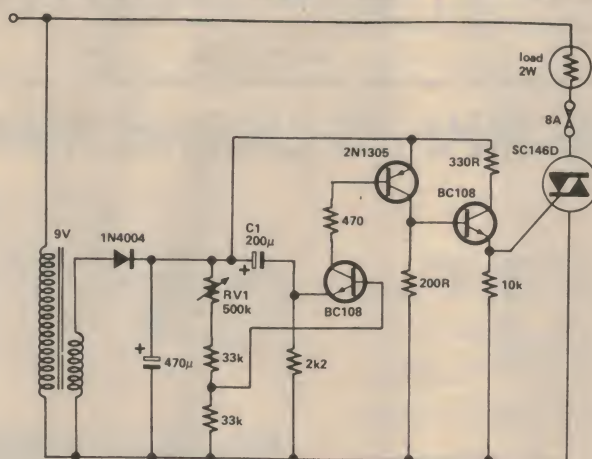 load
2W
8A
SC146D
2N1305
330R
BC108
9V
1N4004
C1
200μ
+
470
RV1
500k
BC108
200R
10k
+
470μ
33k
2k2
33k